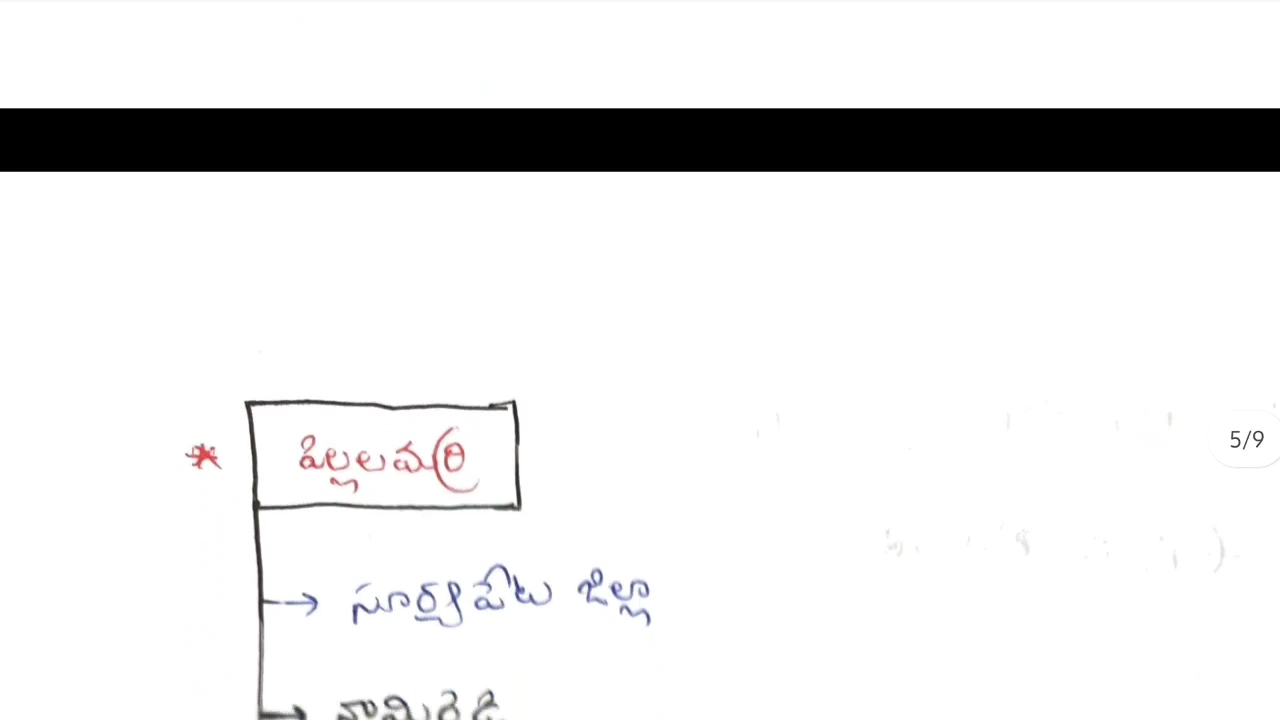 * పిల్లలమర్రి
5/9
→ సూర్యాపేట జిల్లా
→ నామిరెడ్డి